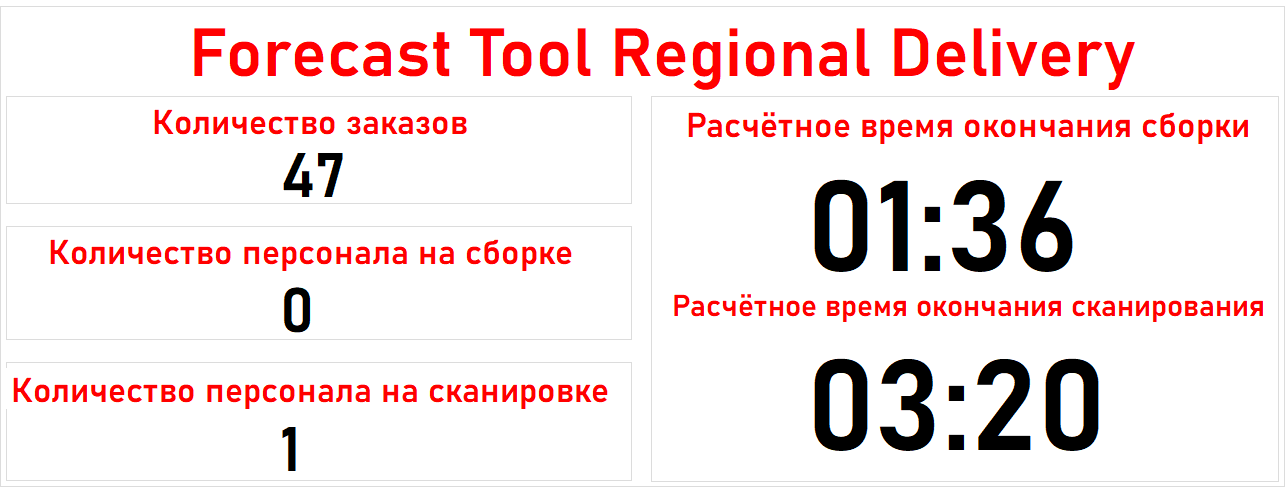 Forecast Tool Regional Delivery
Количество заказов
47
Количество персонала на сборке
0
Количество персонала на сканировке
1
Расчётное время окончания сборки
01:36
Расчётное время окончания сканирования
03:20